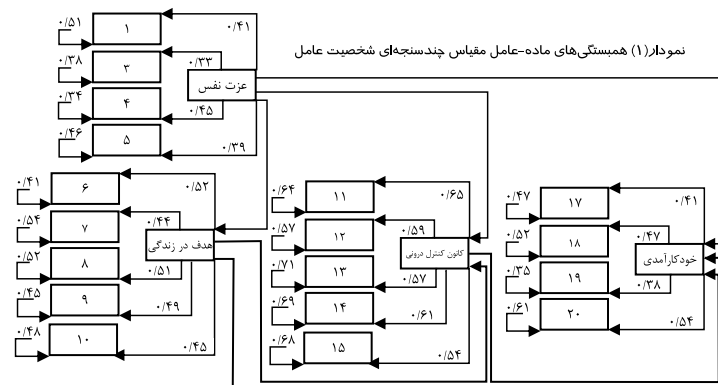 نمودار(۱) همبستگی‌های ماده-عامل مقیاس چندسنجه‌ای شخصیت عامل
۰/۵۱ ۱ ۰/۴۱
۰/۳۸ ۳ ۰/۳۳
عزت نفس
۰/۳۴ ۴ ۰/۴۵
۰/۴۶ ۵ ۰/۳۹
۰/۴۱ ۶ ۰/۵۲
۰/۵۴ ۷ ۰/۴۴
هدف در زندگی
۰/۵۲ ۸ ۰/۵۱
۰/۴۵ ۹ ۰/۴۹
۰/۴۸ ۱۰ ۰/۴۵
۰/۶۴ ۱۱ ۰/۶۵
۰/۵۷ ۱۲ ۰/۵۹
کانون کنترل درونی
۰/۷۱ ۱۳ ۰/۵۷
۰/۶۹ ۱۴ ۰/۶۱
۰/۶۸ ۱۵ ۰/۵۴
۰/۴۷ ۱۷ ۰/۴۱
۰/۵۲ ۱۸ ۰/۴۷
خودکارآمدی
۰/۳۵ ۱۹ ۰/۳۸
۰/۶۱ ۲۰ ۰/۵۴